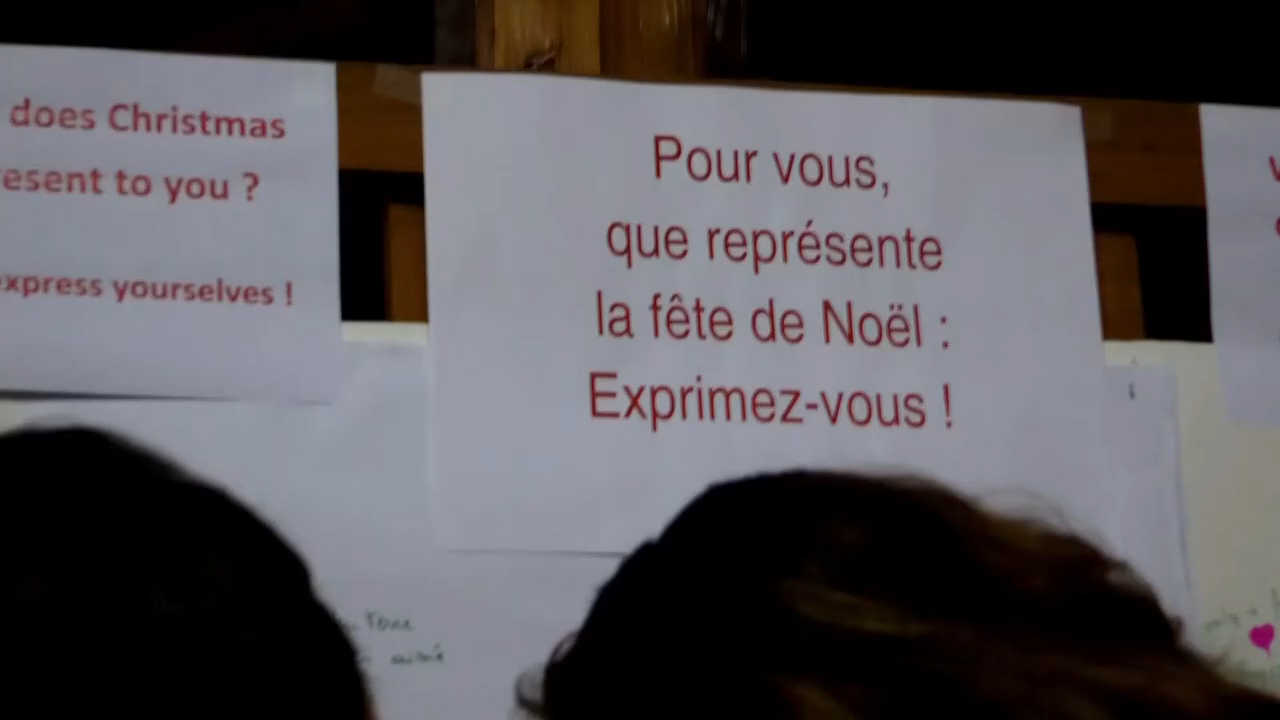 does Christmas
esent to you ?
xpress yourselves !
Pour vous,
que représente
la fête de Noël :
Exprimez-vous !